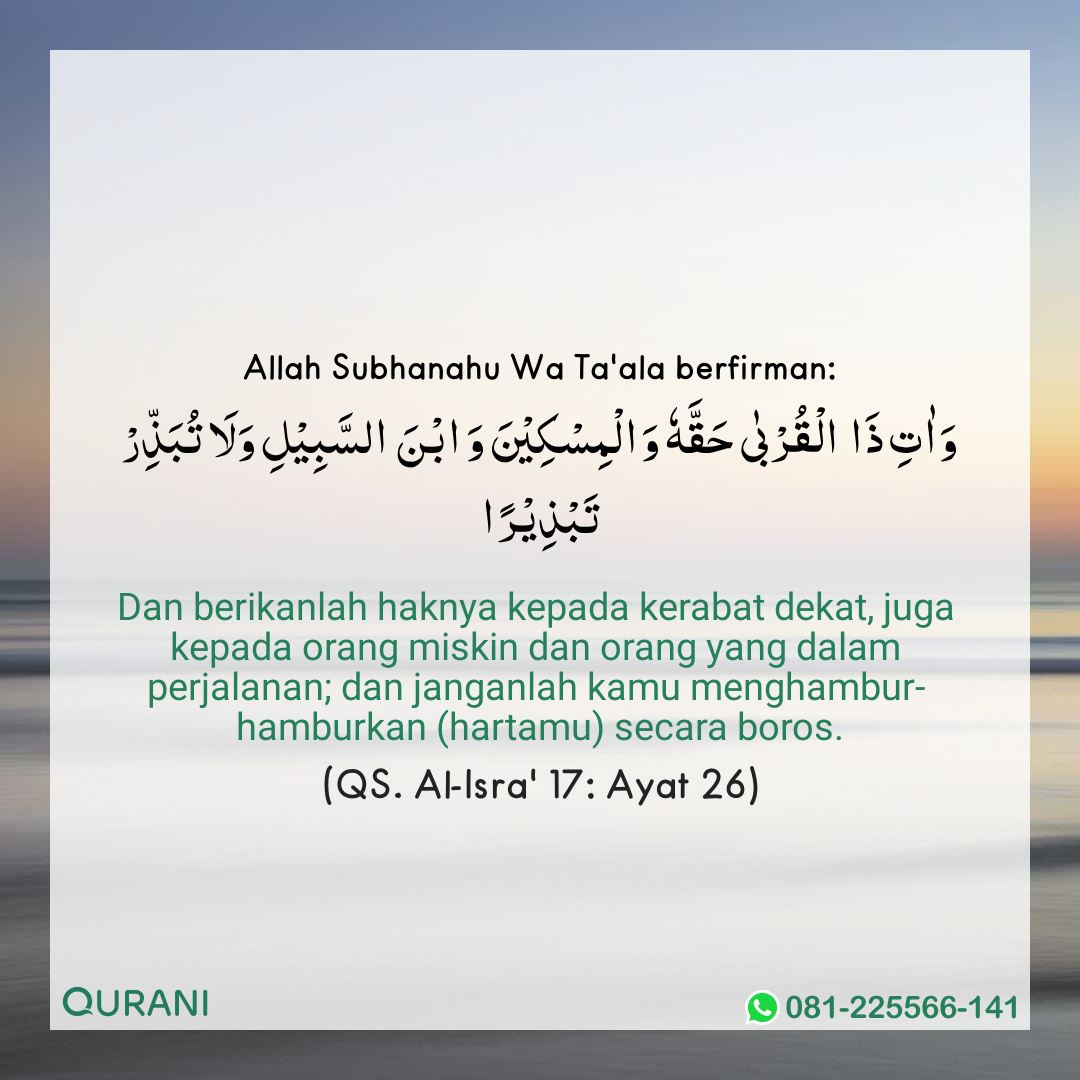 Allah Subhanahu Wa Ta'ala berfirman:
وَاٰتِ ذَا الْقُرْبٰى حَقَّهٗ وَالْمِسْكِيْنَ وَابْنَ السَّبِيْلِ وَلَا تُبَذِّرْ
تَبْذِيْرًا
Dan berikanlah haknya kepada kerabat dekat, juga
kepada orang miskin dan orang yang dalam
perjalanan; dan janganlah kamu menghambur-
hamburkan (hartamu) secara boros.
(QS. Al-Isra' 17: Ayat 26)
QURANI
081-225566-141